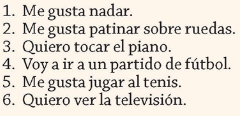 1. Me gusta nadar.
2. Me gusta patinar sobre ruedas.
3. Quiero tocar el piano.
4. Voy a ir a un partido de fútbol.
5. Me gusta jugar al tenis.
6. Quiero ver la televisión.